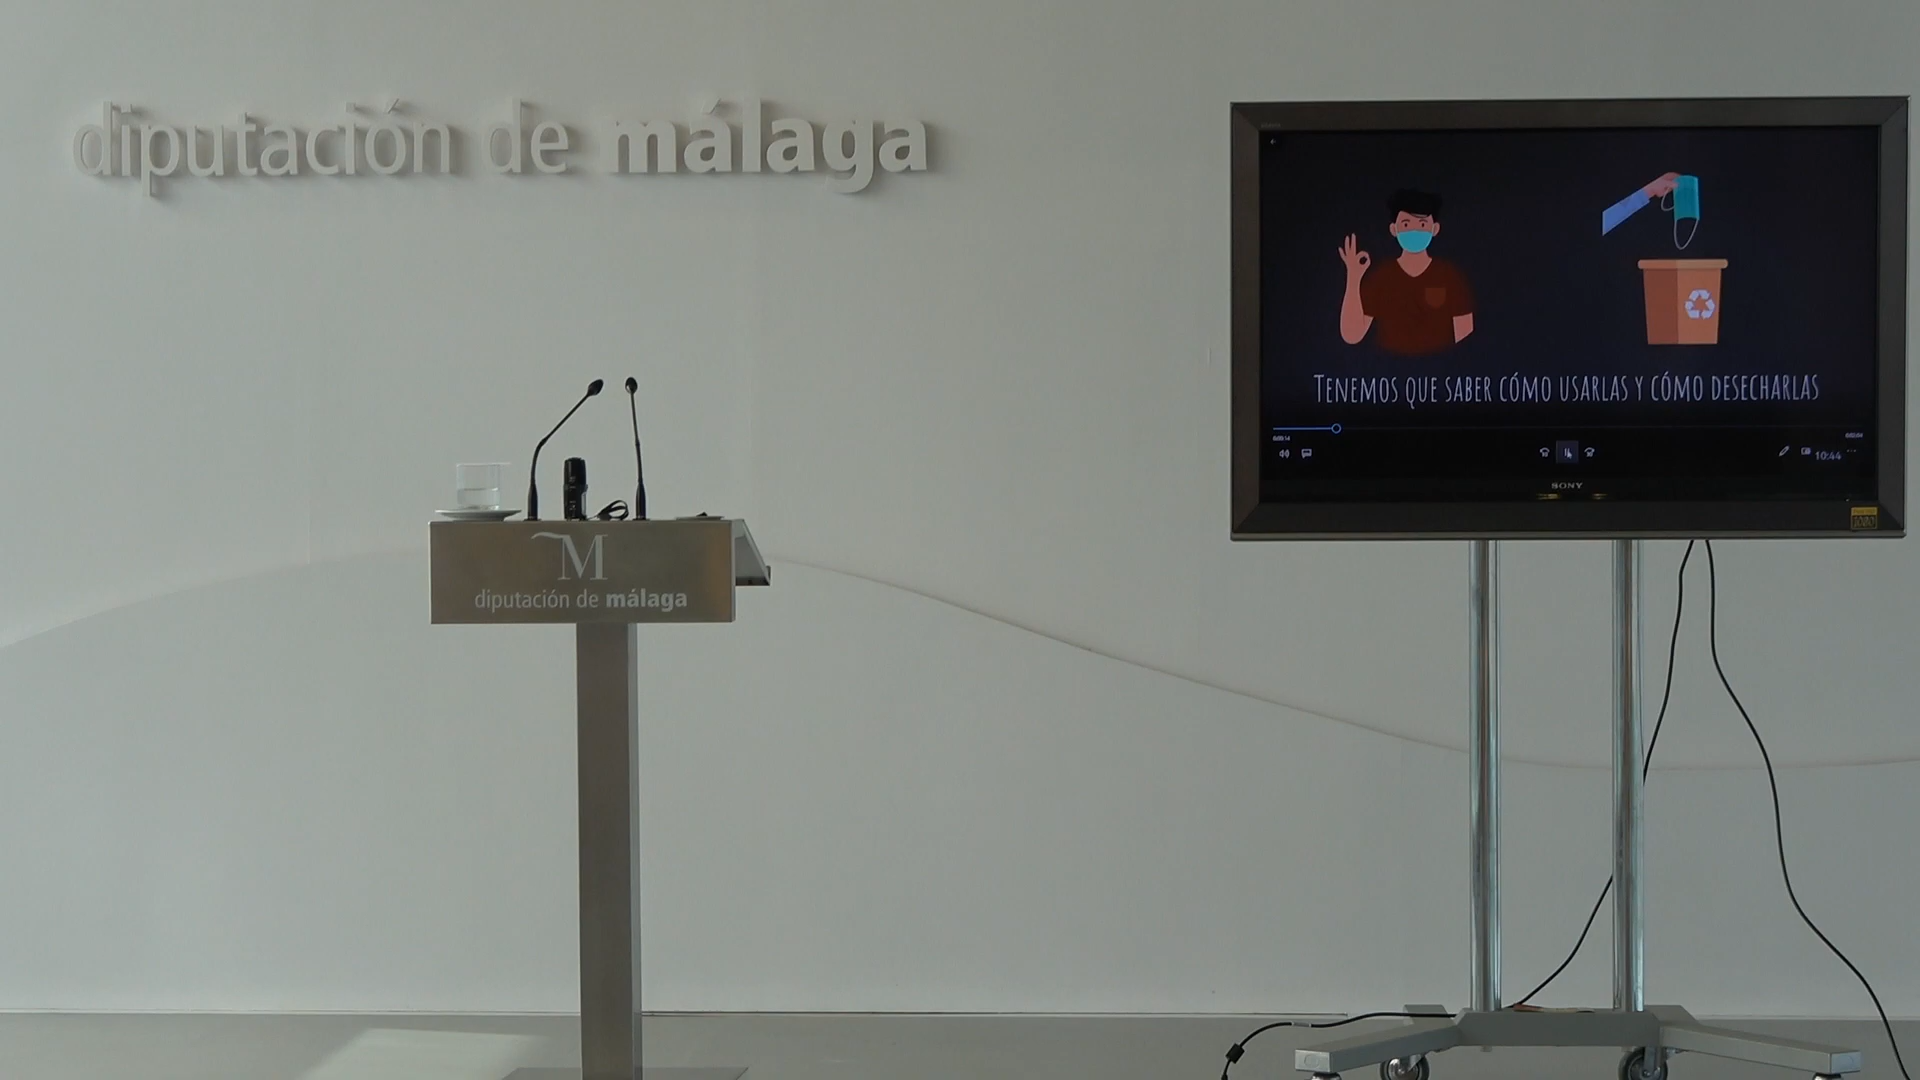 diputación de málaga
TENEMOS QUE SABER CÓMO USARLAS Y CÓMO DESECHARLAS
10:44
SONY
M
diputación de málaga